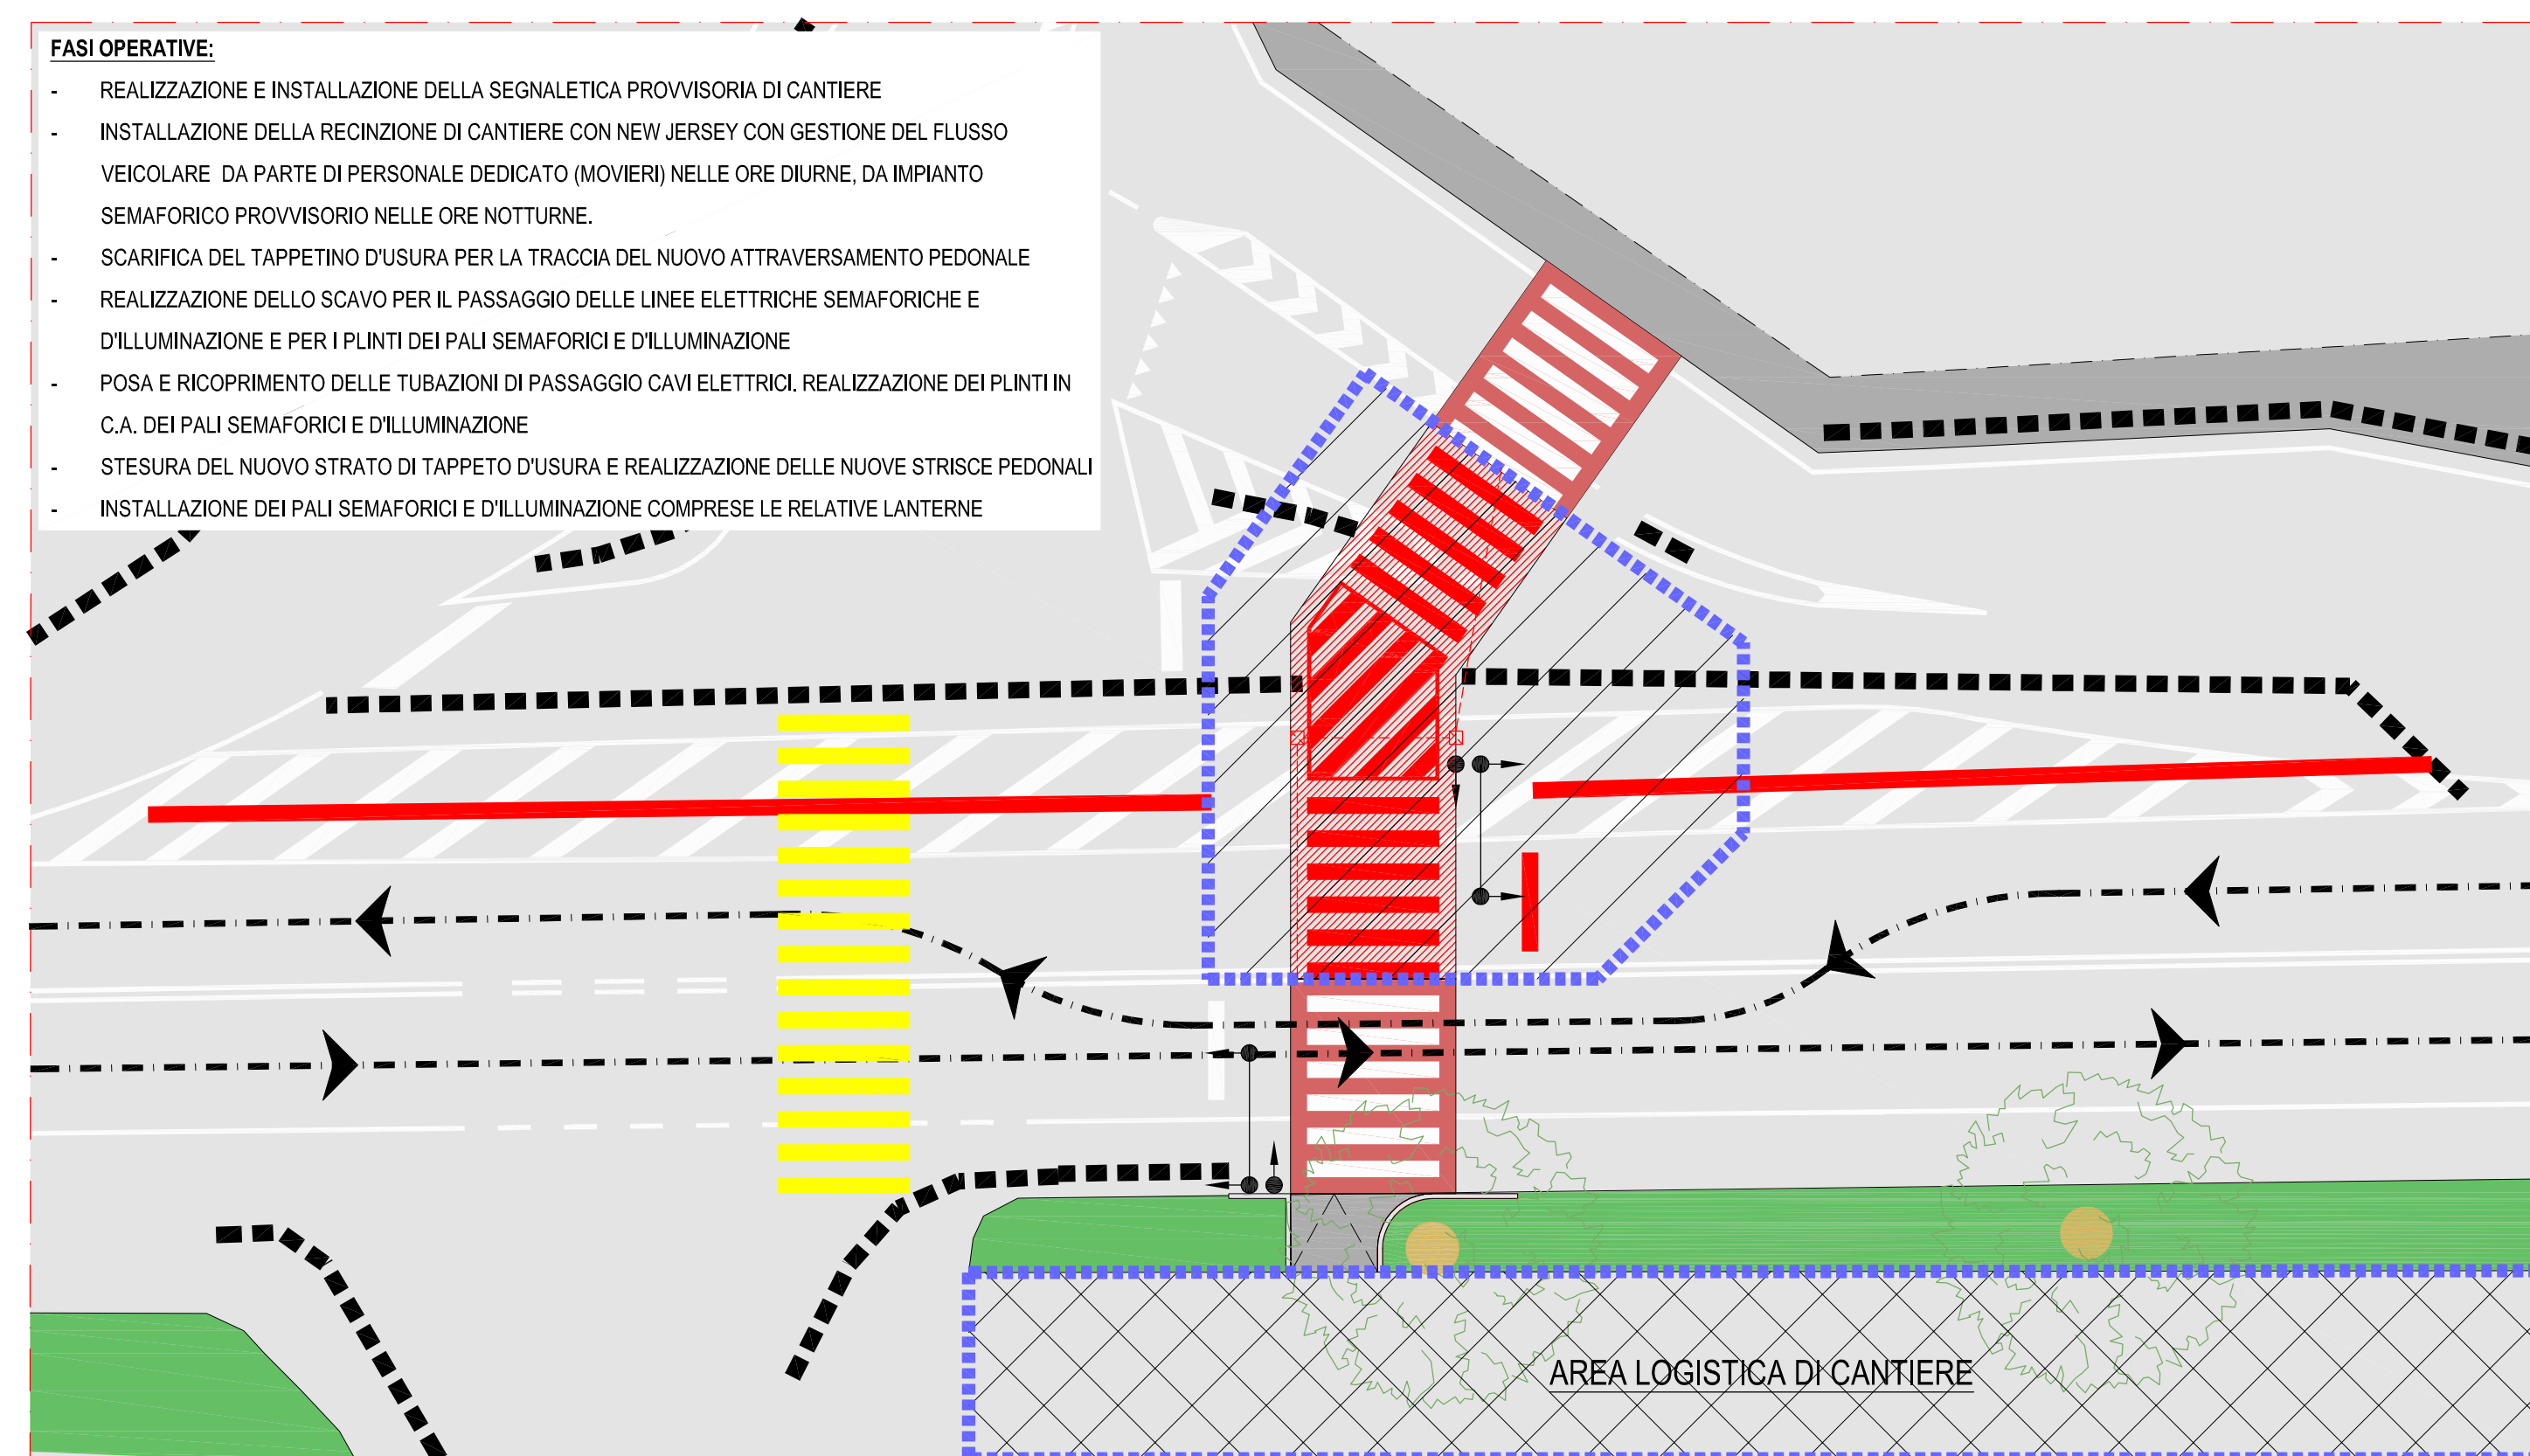 FASI OPERATIVE:
- REALIZZAZIONE E INSTALLAZIONE DELLA SEGNALETICA PROVVISORIA DI CANTIERE
- INSTALLAZIONE DELLA RECINZIONE DI CANTIERE CON NEW JERSEY CON GESTIONE DEL FLUSSO
VEICOLARE DA PARTE DI PERSONALE DEDICATO (MOVIERI) NELLE ORE DIURNE, DA IMPIANTO
SEMAFORICO PROVVISORIO NELLE ORE NOTTURNE.
- SCARIFICA DEL TAPPETINO D'USURA PER LA TRACCIA DEL NUOVO ATTRAVERSAMENTO PEDONALE
- REALIZZAZIONE DELLO SCAVO PER IL PASSAGGIO DELLE LINEE ELETTRICHE SEMAFORICHE E
D'ILLUMINAZIONE E PER I PLINTI DEI PALI SEMAFORICI E D'ILLUMINAZIONE
- POSA E RICOPRIMENTO DELLE TUBAZIONI DI PASSAGGIO CAVI ELETTRICI. REALIZZAZIONE DEI PLINTI IN
C.A. DEI PALI SEMAFORICI E D'ILLUMINAZIONE
- STESURA DEL NUOVO STRATO DI TAPPETO D'USURA E REALIZZAZIONE DELLE NUOVE STRISCE PEDONALI
- INSTALLAZIONE DEI PALI SEMAFORICI E D'ILLUMINAZIONE COMPRESE LE RELATIVE LANTERNE
AREA LOGISTICA DI CANTIERE